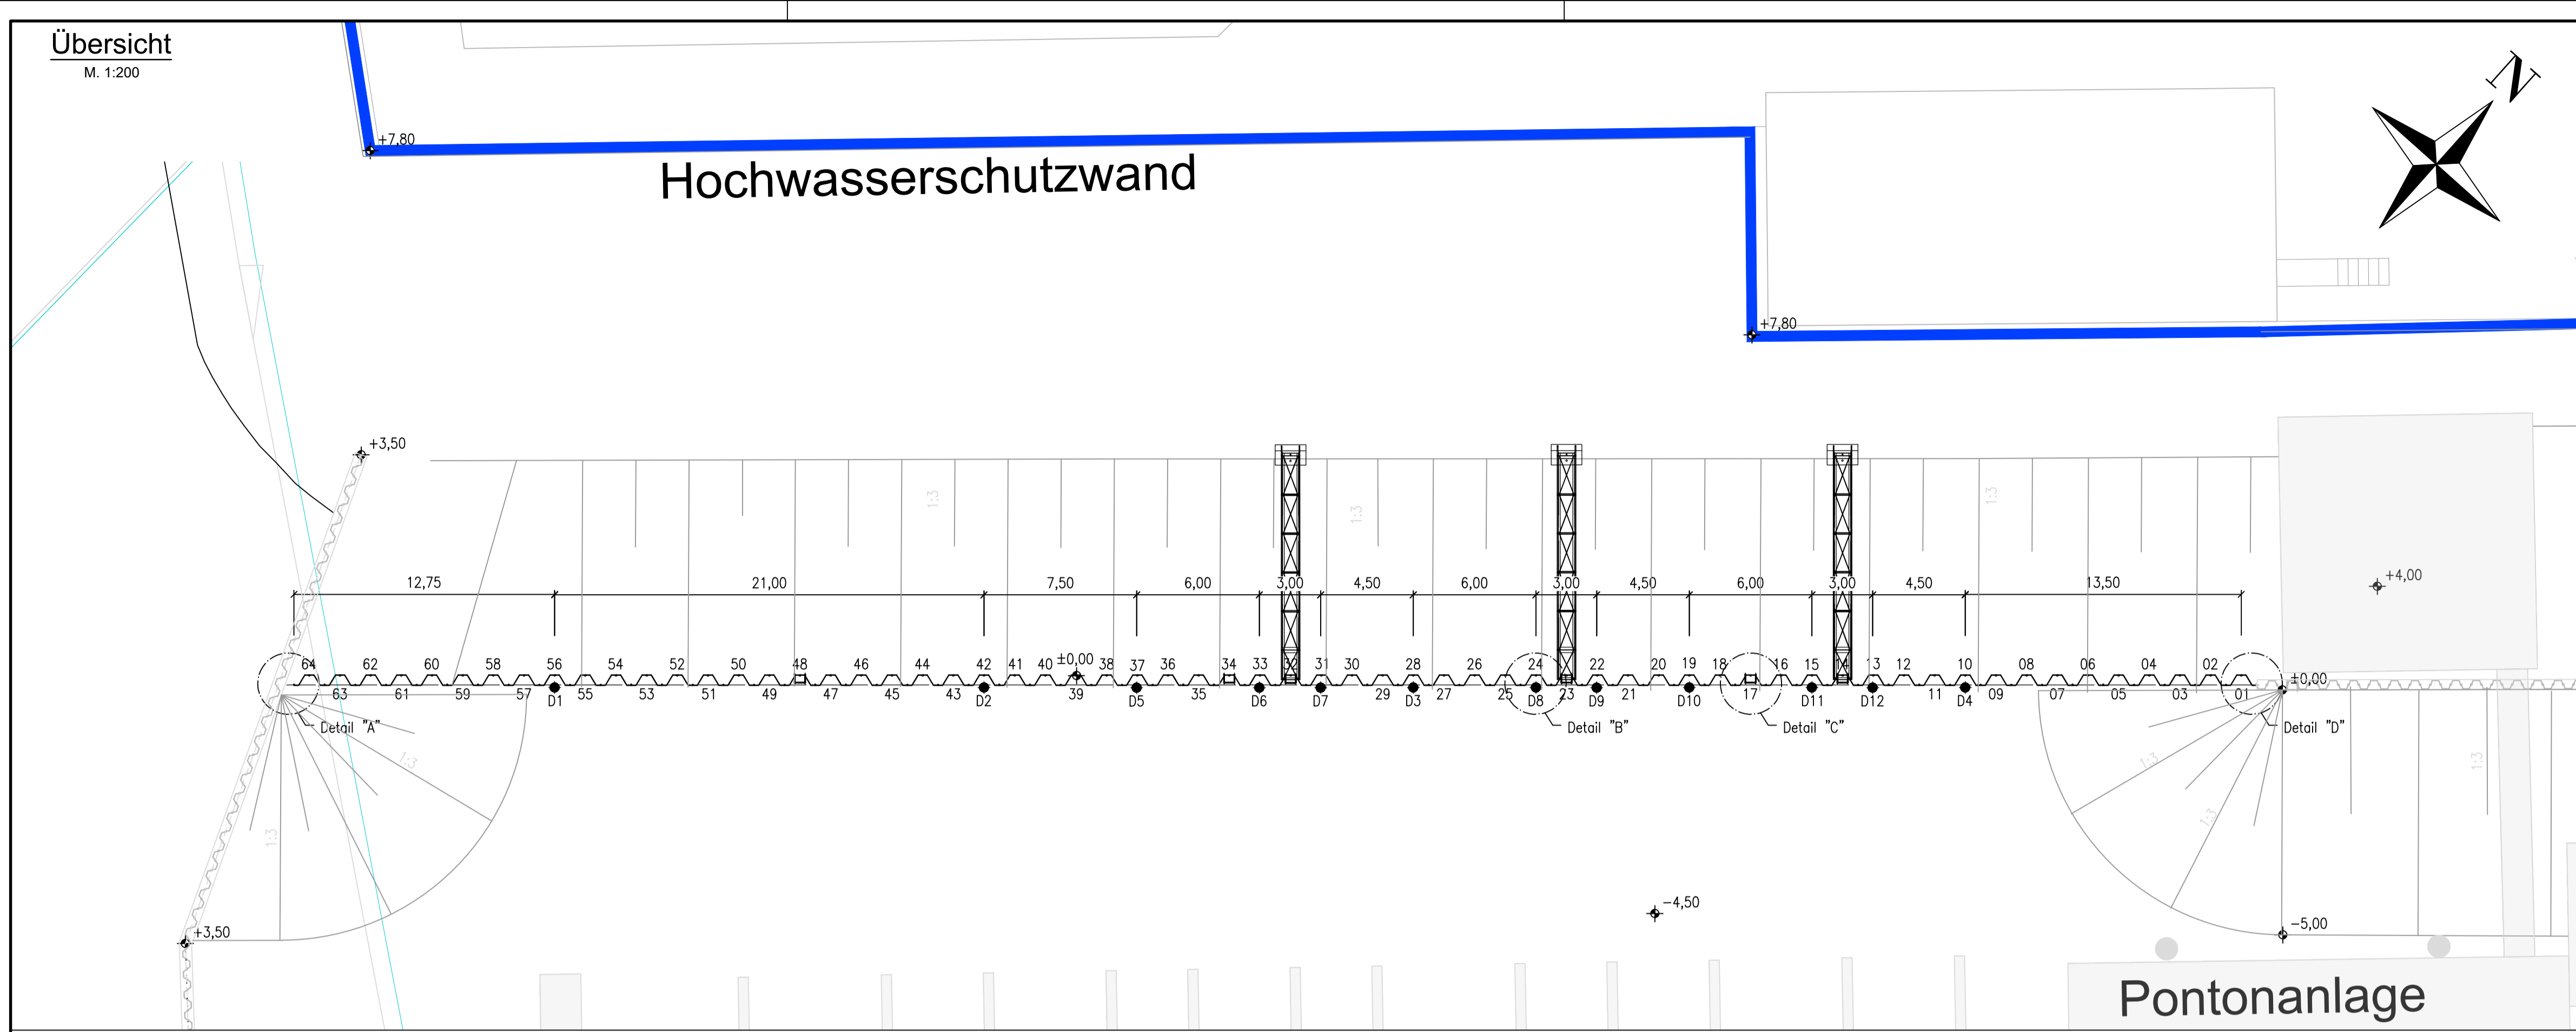 Übersicht
M. 1:200
N
+7,80
Hochwasserschutzwand
+7,80
+3,50
1:3
1:3
1:3
+4,00
12,75 21,00 7,50 6,00 3,00 4,50 6,00 3,00 4,50 6,00 3,00 4,50 13,50
64 62 60 58 56 54 52 50 48 46 44 42 41 40 ±0,00 38 37 36 34 33 32 31 30 28 26 24 22 20 19 18 16 15 14 13 12 10 08 06 04 02 ±0,00
63 61 59 57 D1 55 53 51 49 47 45 43 D2 39 D5 35 D6 D7 29 D3 27 25 D8 23 D9 21 D10 17 D11 D12 11 D4 09 07 05 03 01
Detail "A" Detail "B" Detail "C" Detail "D"
1:3
1:3
1:3
1:3
1:3
-4,50
-5,00
+3,50
Pontonanlage